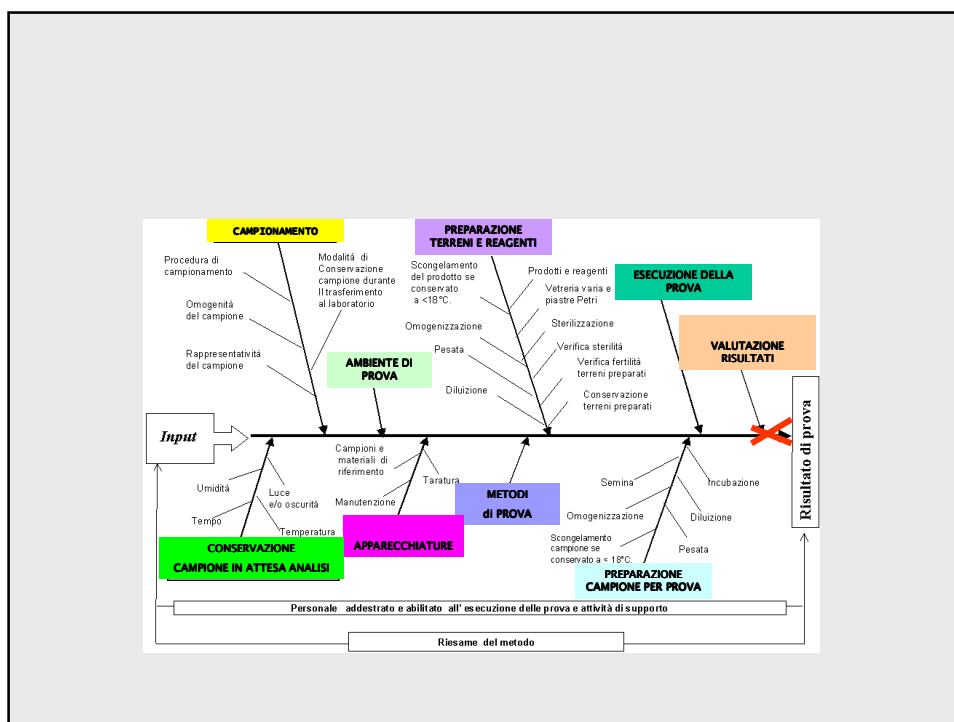 CAMPIONAMENTO
Procedura di
campionamento
Omogenità
del campione
Rappresentatività
del campione
Modalità di
Conservazione
campione durante
Il trasferimento
al laboratorio
AMBIENTE DI
PROVA
PREPARAZIONE
TERRENI E REAGENTI
Scongelamento
del prodotto se
conservato
a <18°C.
Omogenizzazione
Pesata
Diluizione
Prodotti e reagenti
Vetreria varia e
piastre Petri
Sterilizzazione
Verifica sterilità
Verifica fertilità
terreni preparati
Conservazione
terreni preparati
ESECUZIONE DELLA
PROVA
VALUTAZIONE
RISULTATI
Input
Risultato di prova
Umidità
Tempo
Luce
e/o oscurità
Temperatura
CONSERVAZIONE
CAMPIONE IN ATTESA ANALISI
Campioni e
materiali di
riferimento
Manutenzione
Taratura
APPARECCHIATURE
METODI
di PROVA
Semina
Omogenizzazione
Scongelamento
campione se
conservato a < 18°C.
Incubazione
Diluizione
Pesata
PREPARAZIONE
CAMPIONE PER PROVA
Personale addestrato e abilitato all' esecuzione delle prova e attività di supporto
Riesame del metodo